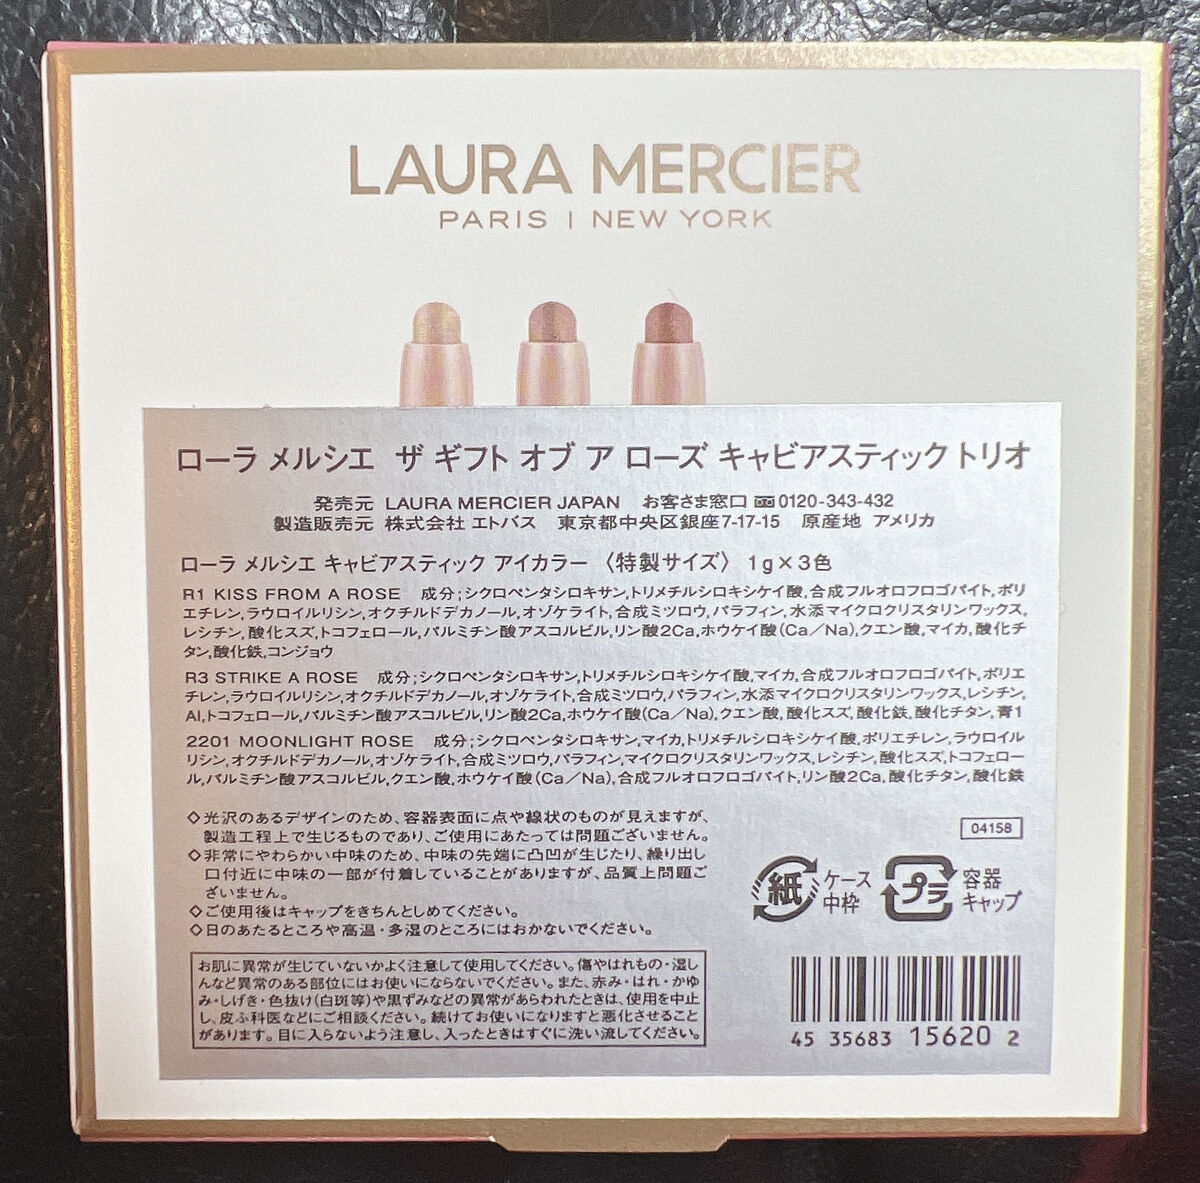 LAURA MERCIER
PARIS | NEW YORK
ローラ メルシエ ザ ギフト オブ ア ローズ キャビアスティック トリオ
発売元 LAURA MERCIER JAPAN お客さま窓口 0120-343-432
製造販売元 株式会社 エトバス 東京都中央区銀座7-17-15 原産地 アメリカ
ローラ メルシエ キャビアスティック アイカラー〈特製サイズ〉 1g×3色
R1 KISS FROM A ROSE 成分;シクロペンタシロキサン,トリメチルシロキシケイ酸,合成フルオロフロゴパイト,ポリ
エチレン,ラウロイルリシン,オクチルドデカノール,オゾケライト,合成ミツロウ,パラフィン,水添マイクロクリスタリンワックス,
レシチン,酸化スズ,トコフェロール,パルミチン酸アスコルビル,リン酸2Ca,ホウケイ酸(Ca/Na),クエン酸,マイカ,酸化チ
タン,酸化鉄,コンジョウ
R3 STRIKE A ROSE 成分;シクロペンタシロキサン,トリメチルシロキシケイ酸,マイカ,合成フルオロフロゴパイト,ポリエ
チレン,ラウロイルリシン,オクチルドデカノール,オゾケライト,合成ミツロウ,パラフィン,水添マイクロクリスタリンワックス,レシチン,
Al,トコフェロール,パルミチン酸アスコルビル,リン酸2Ca,ホウケイ酸(Ca/Na),クエン酸,酸化スズ,酸化鉄,酸化チタン,青1
2201 MOONLIGHT ROSE 成分;シクロペンタシロキサン,マイカ,トリメチルシロキシケイ酸,ポリエチレン,ラウロイル
リシン,オクチルドデカノール,オゾケライト,合成ミツロウ,パラフィン,マイクロクリスタリンワックス,レシチン,酸化スズ,トコフェロー
ル,パルミチン酸アスコルビル,クエン酸,ホウケイ酸(Ca/Na),合成フルオロフロゴパイト,リン酸2Ca,酸化チタン,酸化鉄
◇光沢のあるデザインのため、容器表面に点や線状のものが見えますが、
製造工程上で生じるものであり、ご使用にあたっては問題ございません。
◇非常にやわらかい中味のため、中味の先端に凸凹が生じたり、繰り出し
口付近に中味の一部が付着していることがありますが、品質上問題ご
ざいません。
◇ご使用後はキャップをきちんとしめてください。
◇日のあたるところや高温・多湿のところにはおかないでください。
お肌に異常が生じていないかよく注意して使用してください。傷やはれもの・湿し
んなど異常のある部位にはお使いにならないでください。また、赤み・はれ・かゆ
み・しげき・色抜け(白斑等)や黒ずみなどの異常があらわれたときは、使用を中止
し、皮ふ科医などにご相談ください。続けてお使いになりますと悪化させること
があります。目に入らないよう注意し、入ったときはすぐに洗い流してください。
04158
紙 ケース
中枠
プラ 容器
キャップ
45 35683 15620 2